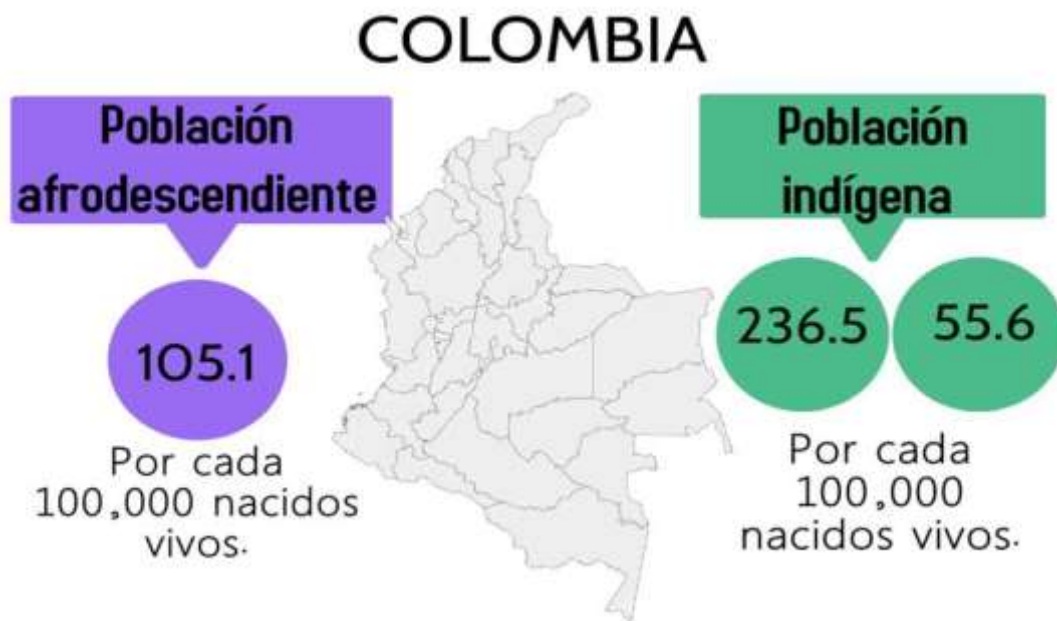 COLOMBIA
Población
afrodescendiente
105.1
Por cada
100,000 nacidos
vivos.
Población
indígena
236.5
55.6
Por cada
100,000
nacidos vivos.